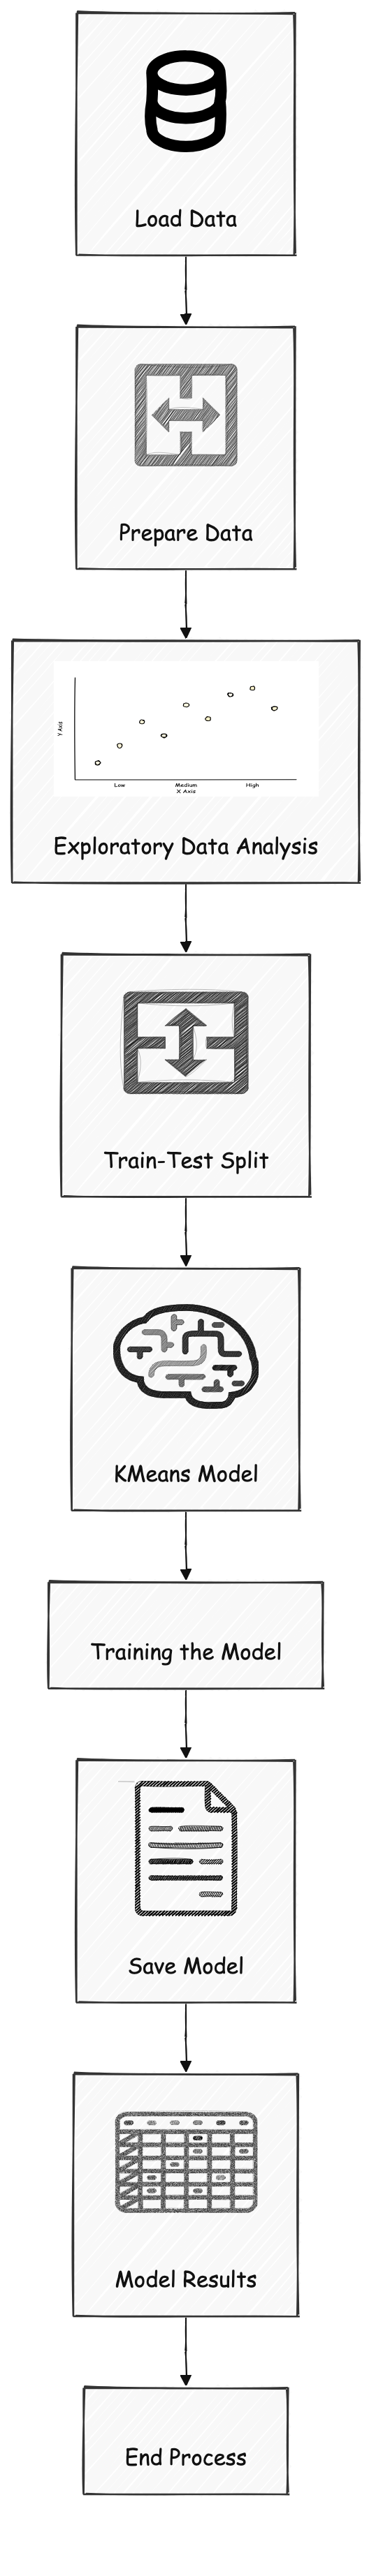 Load Data
Prepare Data
Y Axis
Low Medium High
X Axis
Exploratory Data Analysis
Train-Test Split
KMeans Model
Training the Model
Save Model
Model Results
End Process